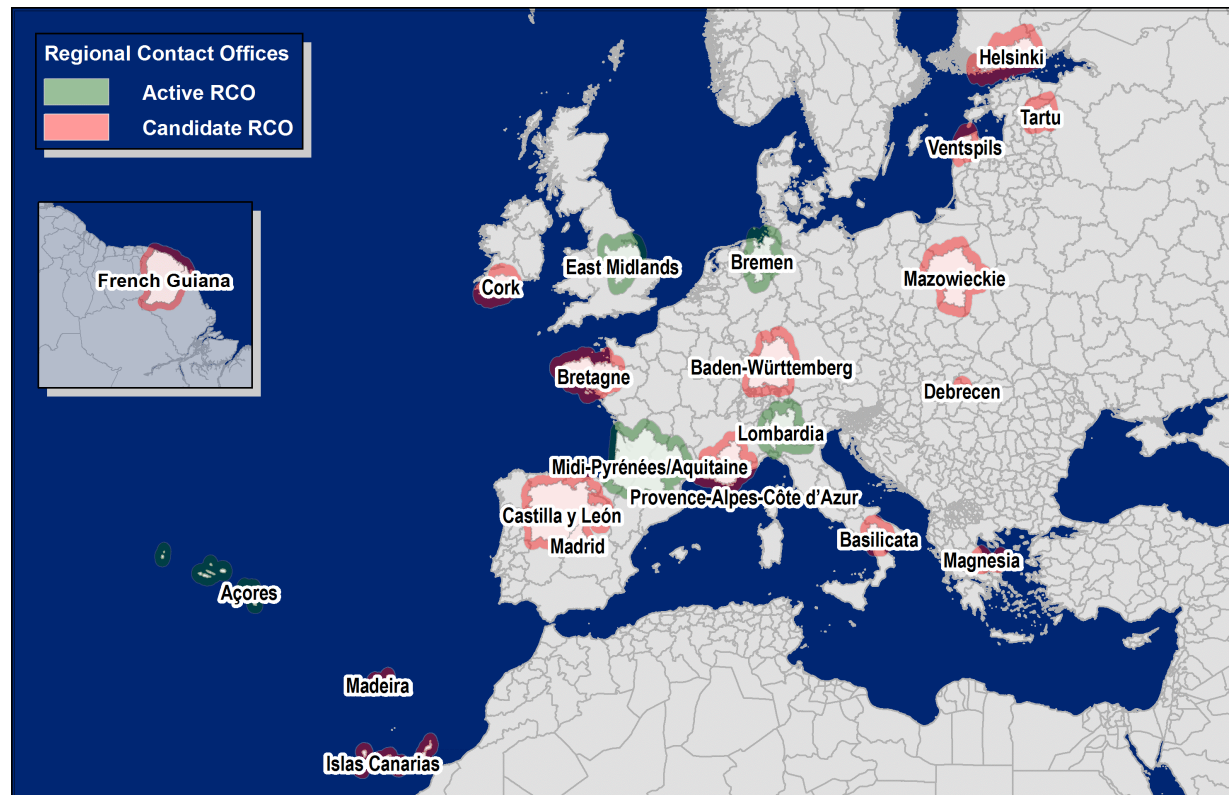 Regional Contact Offices
Active RCO
Candidate RCO
Helsinki
Tartu
Ventspils
French Guiana
East Midlands
Bremen
Cork
Mazowieckie
Bretagne
Baden-Württemberg
Debrecen
Lombardia
Midi-Pyrénées/Aquitaine
Provence-Alpes-Côte d'Azur
Castilla y León
Madrid
Basilicata
Magnesia
Açores
Madeira
Islas Canarias